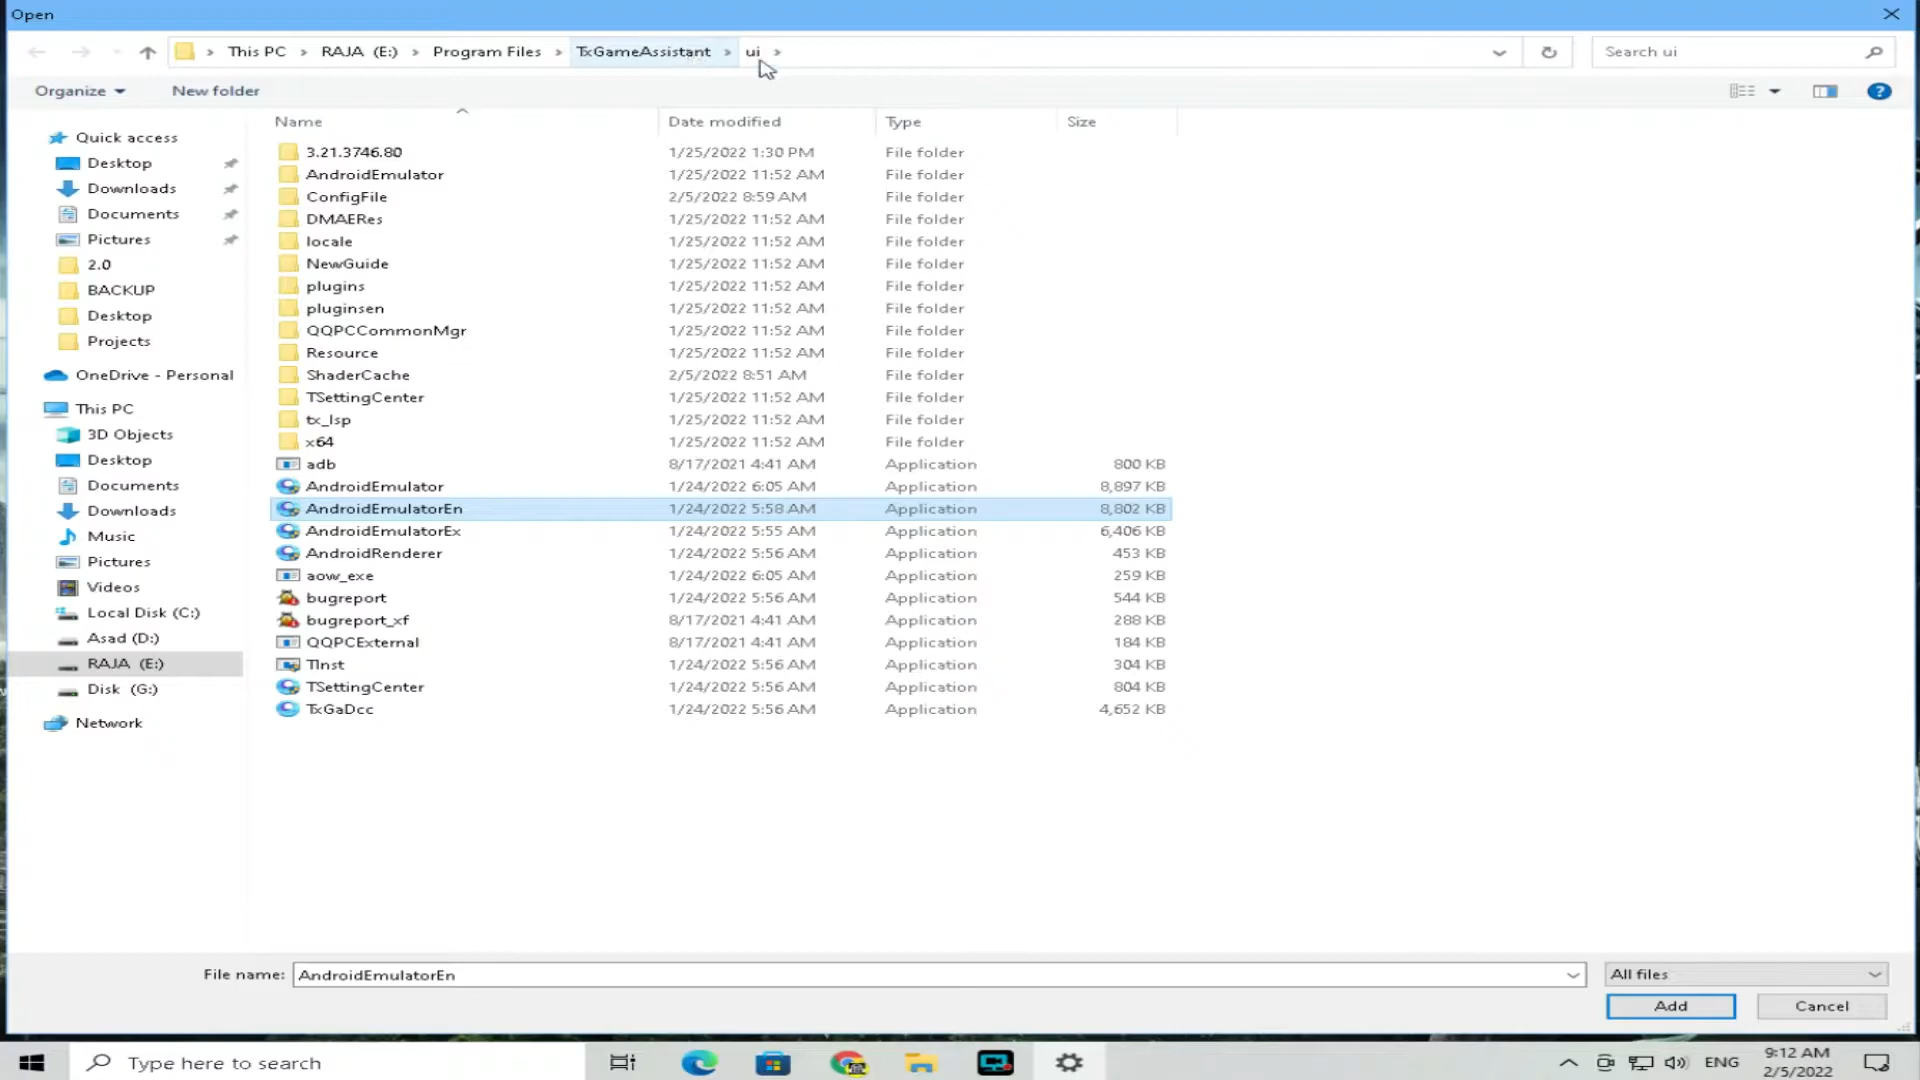 Open
This PC > RAJA (E:) > Program Files > TxGameAssistant > ui >
Search ui
Organize
New folder
Name
Date modified
Type
Size
Quick access
Desktop
Downloads
Documents
Pictures
2.0
BACKUP
Desktop
Projects
OneDrive - Personal
This PC
3D Objects
Desktop
Documents
Downloads
Music
Pictures
Videos
Local Disk (C:)
Asad (D:)
RAJA (E:)
Disk (G:)
Network
3.21.3746.80 1/25/2022 1:30 PM File folder
AndroidEmulator 1/25/2022 11:52 AM File folder
ConfigFile 2/5/2022 8:59 AM File folder
DMAERes 1/25/2022 11:52 AM File folder
locale 1/25/2022 11:52 AM File folder
NewGuide 1/25/2022 11:52 AM File folder
plugins 1/25/2022 11:52 AM File folder
pluginsen 1/25/2022 11:52 AM File folder
QQPCCommonMgr 1/25/2022 11:52 AM File folder
Resource 1/25/2022 11:52 AM File folder
ShaderCache 2/5/2022 8:51 AM File folder
TSettingCenter 1/25/2022 11:52 AM File folder
tx_lsp 1/25/2022 11:52 AM File folder
x64 1/25/2022 11:52 AM File folder
adb 8/17/2021 4:41 AM Application 800 KB
AndroidEmulator 1/24/2022 6:05 AM Application 8,897 KB
AndroidEmulatorEn 1/24/2022 5:58 AM Application 8,802 KB
AndroidEmulatorEx 1/24/2022 5:55 AM Application 6,406 KB
AndroidRenderer 1/24/2022 5:56 AM Application 453 KB
aow_exe 1/24/2022 6:05 AM Application 259 KB
bugreport 1/24/2022 5:56 AM Application 544 KB
bugreport_xf 8/17/2021 4:41 AM Application 288 KB
QQPCExternal 8/17/2021 4:41 AM Application 184 KB
TInst 1/24/2022 5:56 AM Application 304 KB
TSettingCenter 1/24/2022 5:56 AM Application 804 KB
TxGaDcc 1/24/2022 5:56 AM Application 4,652 KB
File name: AndroidEmulatorEn
All files
Add
Cancel
Type here to search
ENG
9:12 AM
2/5/2022